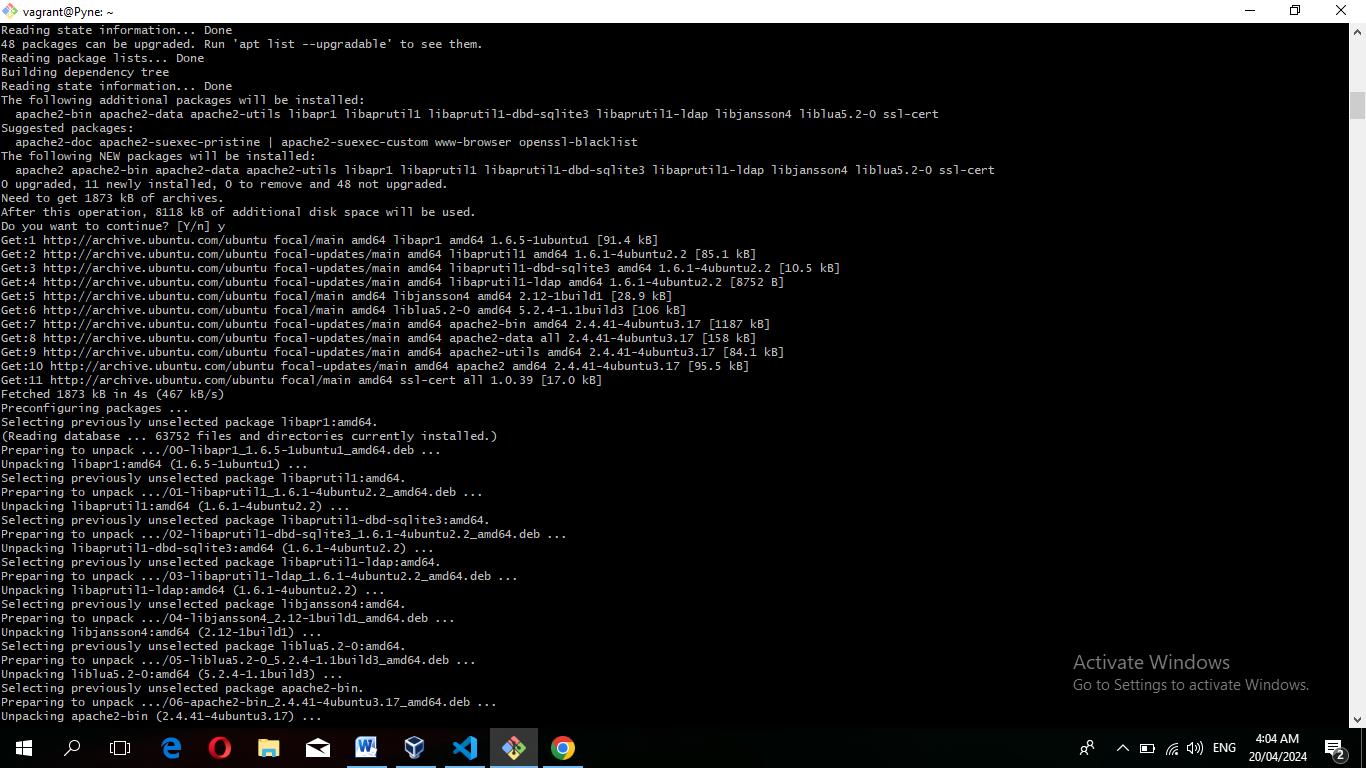 vagrant@Pyne: ~
Reading state information... Done
48 packages can be upgraded. Run 'apt list --upgradable' to see them.
Reading package lists... Done
Building dependency tree
Reading state information... Done
The following additional packages will be installed:
  apache2-bin apache2-data apache2-utils libapr1 libaprutil1 libaprutil1-dbd-sqlite3 libaprutil1-ldap libjansson4 liblua5.2-0 ssl-cert
Suggested packages:
  apache2-doc apache2-suexec-pristine | apache2-suexec-custom www-browser openssl-blacklist
The following NEW packages will be installed:
  apache2 apache2-bin apache2-data apache2-utils libapr1 libaprutil1 libaprutil1-dbd-sqlite3 libaprutil1-ldap libjansson4 liblua5.2-0 ssl-cert
0 upgraded, 11 newly installed, 0 to remove and 48 not upgraded.
Need to get 1873 kB of archives.
After this operation, 8118 kB of additional disk space will be used.
Do you want to continue? [Y/n] y
Get:1 http://archive.ubuntu.com/ubuntu focal/main amd64 libapr1 amd64 1.6.5-1ubuntu1 [91.4 kB]
Get:2 http://archive.ubuntu.com/ubuntu focal-updates/main amd64 libaprutil1 amd64 1.6.1-4ubuntu2.2 [85.1 kB]
Get:3 http://archive.ubuntu.com/ubuntu focal-updates/main amd64 libaprutil1-dbd-sqlite3 amd64 1.6.1-4ubuntu2.2 [10.5 kB]
Get:4 http://archive.ubuntu.com/ubuntu focal-updates/main amd64 libaprutil1-ldap amd64 1.6.1-4ubuntu2.2 [8752 B]
Get:5 http://archive.ubuntu.com/ubuntu focal/main amd64 libjansson4 amd64 2.12-1build1 [28.9 kB]
Get:6 http://archive.ubuntu.com/ubuntu focal/main amd64 liblua5.2-0 amd64 5.2.4-1.1build3 [106 kB]
Get:7 http://archive.ubuntu.com/ubuntu focal-updates/main amd64 apache2-bin amd64 2.4.41-4ubuntu3.17 [1187 kB]
Get:8 http://archive.ubuntu.com/ubuntu focal-updates/main amd64 apache2-data all 2.4.41-4ubuntu3.17 [158 kB]
Get:9 http://archive.ubuntu.com/ubuntu focal-updates/main amd64 apache2-utils amd64 2.4.41-4ubuntu3.17 [84.1 kB]
Get:10 http://archive.ubuntu.com/ubuntu focal-updates/main amd64 apache2 amd64 2.4.41-4ubuntu3.17 [95.5 kB]
Get:11 http://archive.ubuntu.com/ubuntu focal/main amd64 ssl-cert all 1.0.39 [17.0 kB]
Fetched 1873 kB in 4s (467 kB/s)
Preconfiguring packages ...
Selecting previously unselected package libapr1:amd64.
(Reading database ... 63752 files and directories currently installed.)
Preparing to unpack .../00-libapr1_1.6.5-1ubuntu1_amd64.deb ...
Unpacking libapr1:amd64 (1.6.5-1ubuntu1) ...
Selecting previously unselected package libaprutil1:amd64.
Preparing to unpack .../01-libaprutil1_1.6.1-4ubuntu2.2_amd64.deb ...
Unpacking libaprutil1:amd64 (1.6.1-4ubuntu2.2) ...
Selecting previously unselected package libaprutil1-dbd-sqlite3:amd64.
Preparing to unpack .../02-libaprutil1-dbd-sqlite3_1.6.1-4ubuntu2.2_amd64.deb ...
Unpacking libaprutil1-dbd-sqlite3:amd64 (1.6.1-4ubuntu2.2) ...
Selecting previously unselected package libaprutil1-ldap:amd64.
Preparing to unpack .../03-libaprutil1-ldap_1.6.1-4ubuntu2.2_amd64.deb ...
Unpacking libaprutil1-ldap:amd64 (1.6.1-4ubuntu2.2) ...
Selecting previously unselected package libjansson4:amd64.
Preparing to unpack .../04-libjansson4_2.12-1build1_amd64.deb ...
Unpacking libjansson4:amd64 (2.12-1build1) ...
Selecting previously unselected package liblua5.2-0:amd64.
Preparing to unpack .../05-liblua5.2-0_5.2.4-1.1build3_amd64.deb ...
Unpacking liblua5.2-0:amd64 (5.2.4-1.1build3) ...
Selecting previously unselected package apache2-bin.
Preparing to unpack .../06-apache2-bin_2.4.41-4ubuntu3.17_amd64.deb ...
Unpacking apache2-bin (2.4.41-4ubuntu3.17) ...
Activate Windows
Go to Settings to activate Windows.
ENG
4:04 AM
20/04/2024
2